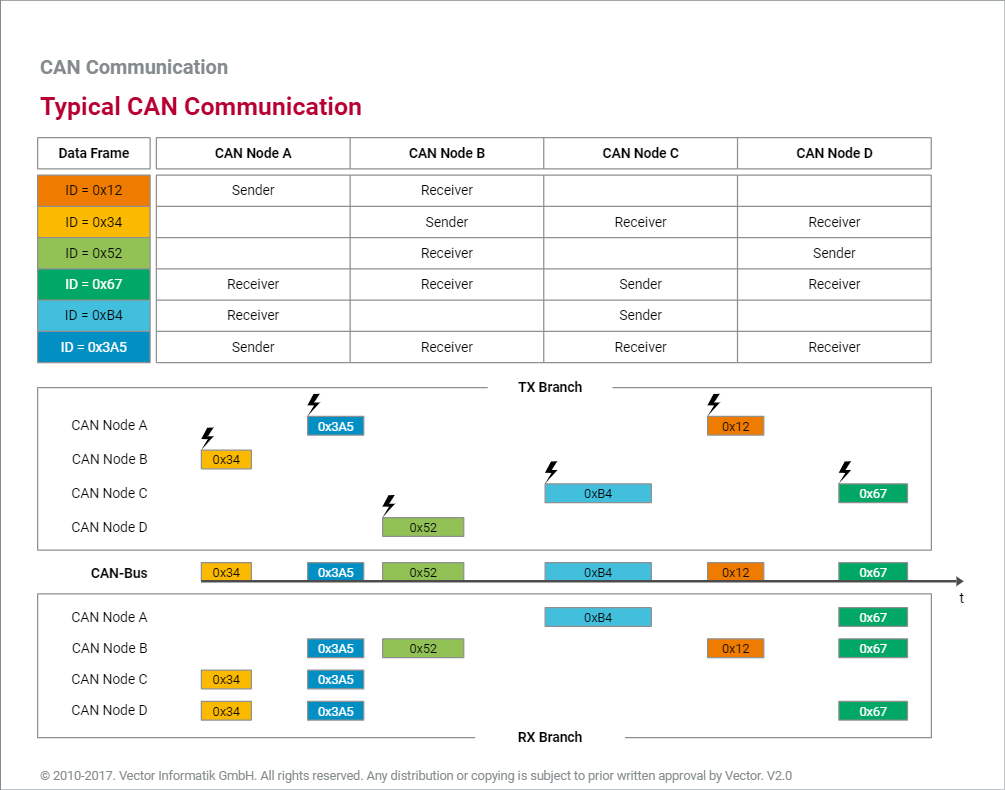 CAN Communication
Typical CAN Communication
Data Frame CAN Node A CAN Node B CAN Node C CAN Node D
ID = 0x12 Sender Receiver
ID = 0x34 Sender Receiver Receiver
ID = 0x52 Receiver Sender
ID = 0x67 Receiver Receiver Sender Receiver
ID = 0xB4 Receiver Sender
ID = 0x3A5 Sender Receiver Receiver Receiver
TX Branch
CAN Node A 0x3A5 0x12
CAN Node B 0x34
CAN Node C 0xB4 0x67
CAN Node D 0x52
CAN-Bus 0x34 0x3A5 0x52 0xB4 0x12 0x67
t
CAN Node A 0xB4 0x67
CAN Node B 0x3A5 0x52 0x12 0x67
CAN Node C 0x34 0x3A5
CAN Node D 0x34 0x3A5 0x67
RX Branch
© 2010-2017. Vector Informatik GmbH. All rights reserved. Any distribution or copying is subject to prior written approval by Vector. V2.0